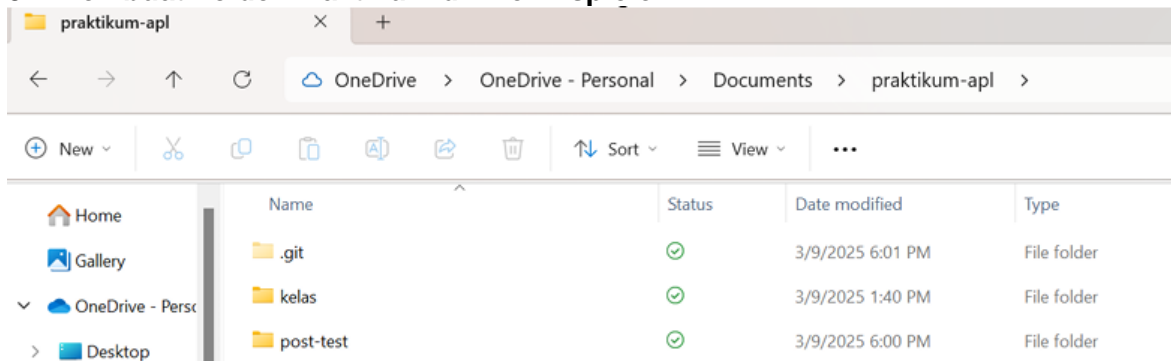 praktikum-apl
OneDrive > OneDrive - Personal > Documents > praktikum-apl >
New Sort View ...
Name Status Date modified Type
Home
Gallery
OneDrive - Persc
Desktop
.git 3/9/2025 6:01 PM File folder
kelas 3/9/2025 1:40 PM File folder
post-test 3/9/2025 6:00 PM File folder